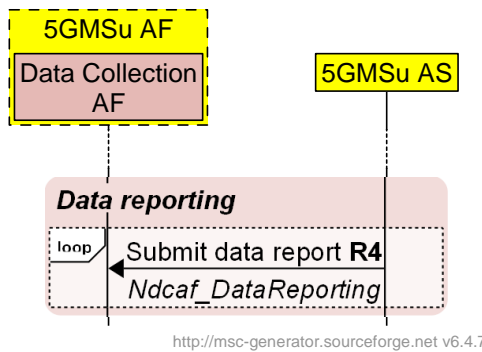 5GMSu AF
Data Collection
AF
5GMSu AS
Data reporting
loop
Submit data report R4
Ndcaf_DataReporting
http://msc-generator.sourceforge.net v6.4.7